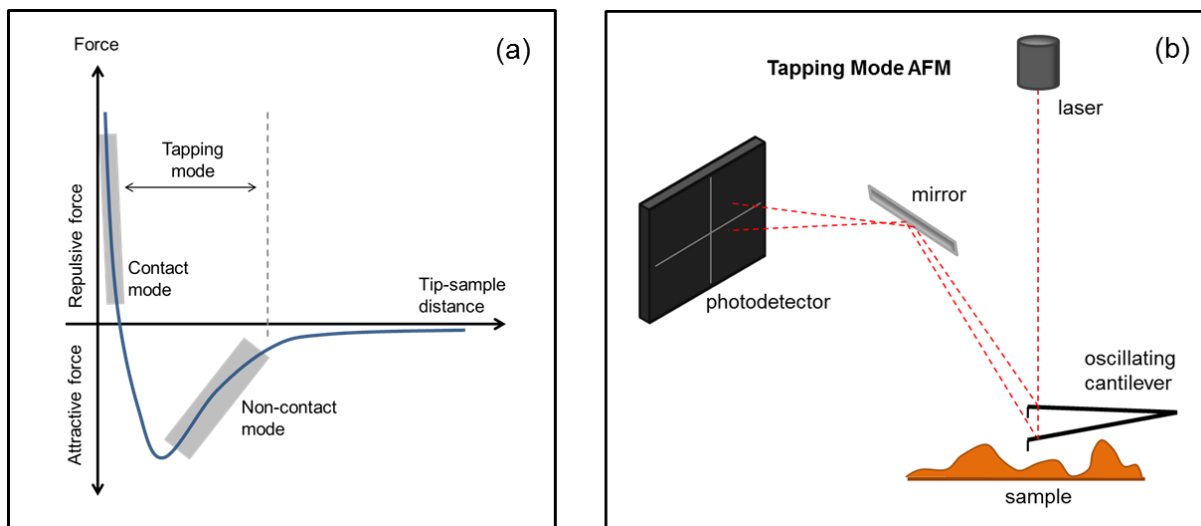 (a)
Force
Repulsive force
Attractive force
Tapping
mode
Contact
mode
Tip-sample
distance
Non-contact
mode
(b)
Tapping Mode AFM
laser
mirror
photodetector
oscillating
cantilever
sample